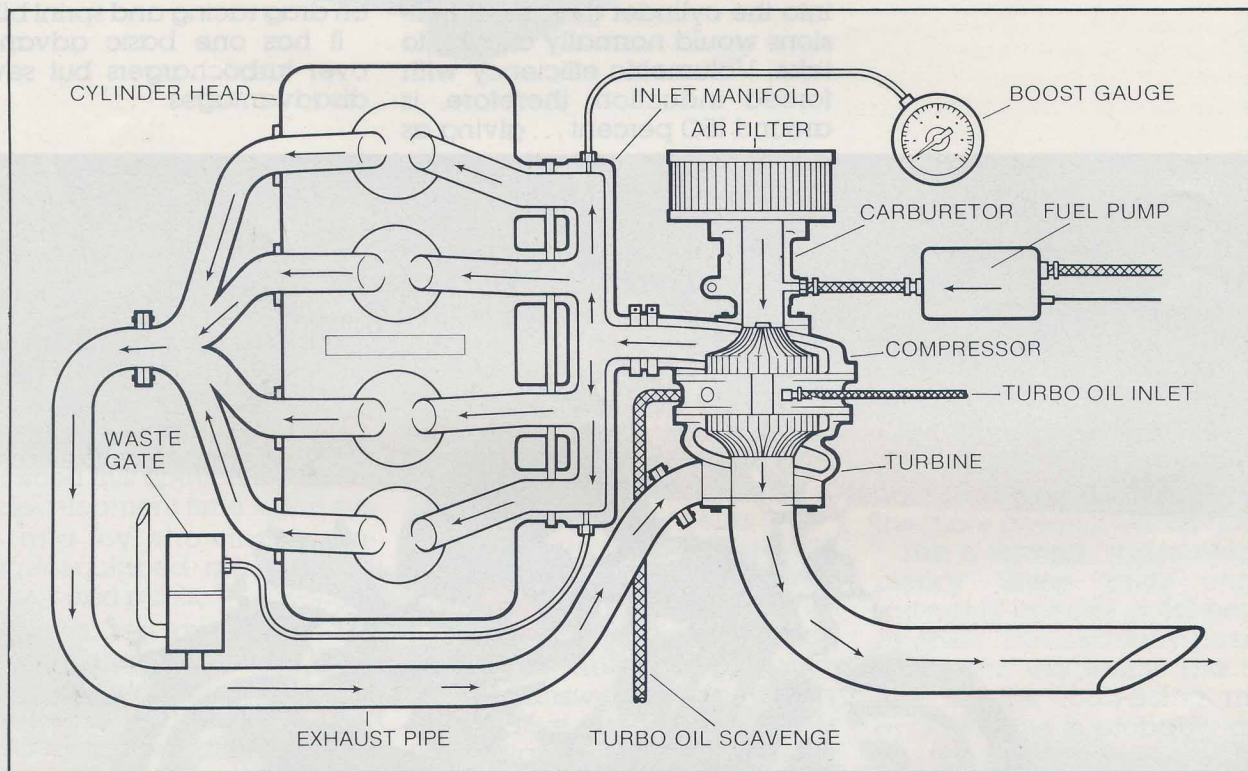 CYLINDER HEAD
INLET MANIFOLD
AIR FILTER
BOOST GAUGE
CARBURETOR
FUEL PUMP
COMPRESSOR
TURBO OIL INLET
WASTE
GATE
TURBINE
EXHAUST PIPE
TURBO OIL SCAVENGE